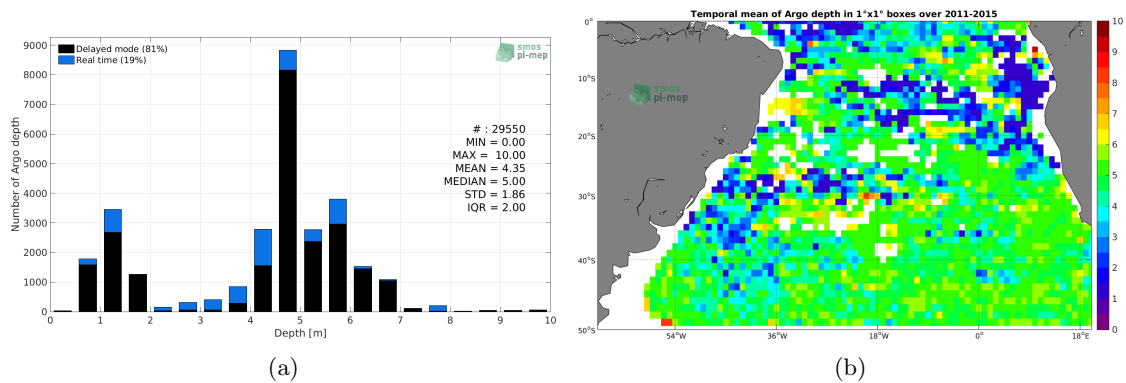 Delayed mode (81%)
Real time (19%)
smos
pi-mep
# : 29550
MIN = 0.00
MAX = 10.00
MEAN = 4.35
MEDIAN = 5.00
STD = 1.86
IQR = 2.00
Number of Argo depth
9000
8000
7000
6000
5000
4000
3000
2000
1000
0
0 1 2 3 4 5 6 7 8 9 10
Depth [m]
(a)
Temporal mean of Argo depth in 1°x1° boxes over 2011-2015
smos
pi-mep
0°
10°S
20°S
30°S
40°S
50°S
54°W 36°W 18°W 0° 18°E
10
9
8
7
6
5
4
3
2
1
0
(b)